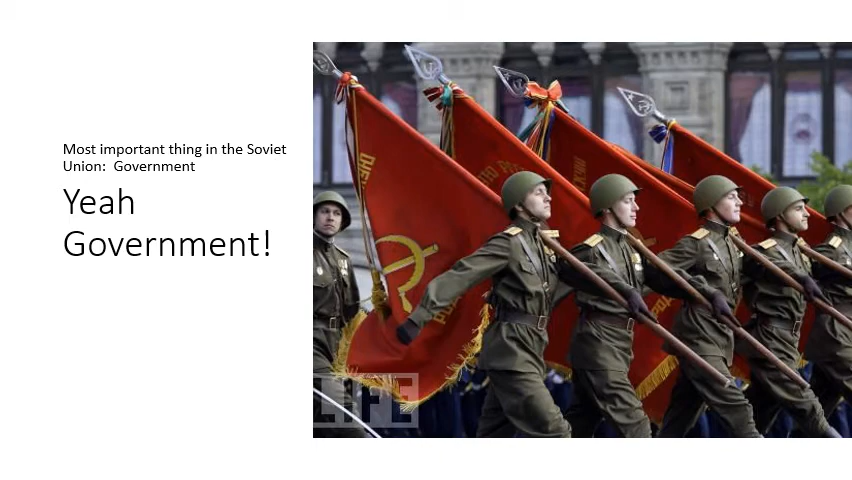 Most important thing in the Soviet
Union:  Government
Yeah
Government!
LIFE